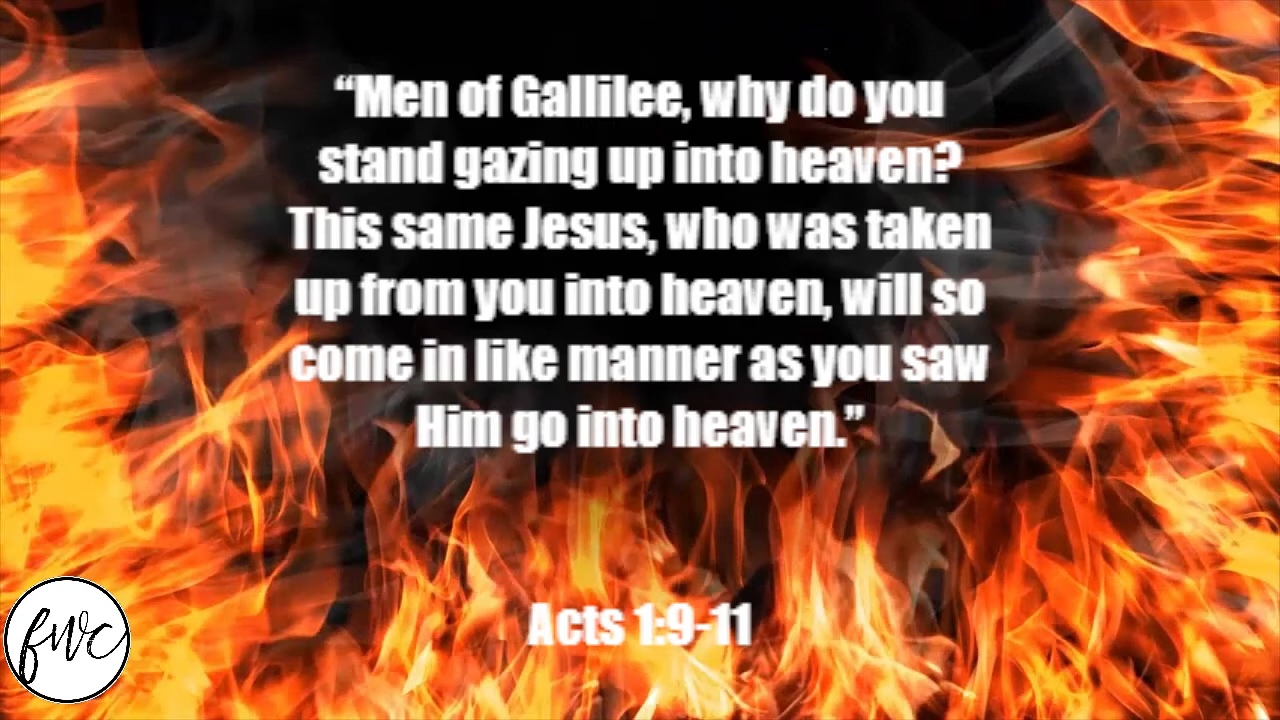 “Men of Gallilee, why do you
stand gazing up into heaven?
This same Jesus, who was taken
up from you into heaven, will so
come in like manner as you saw
Him go into heaven.”
Acts 1:9-11
fwc